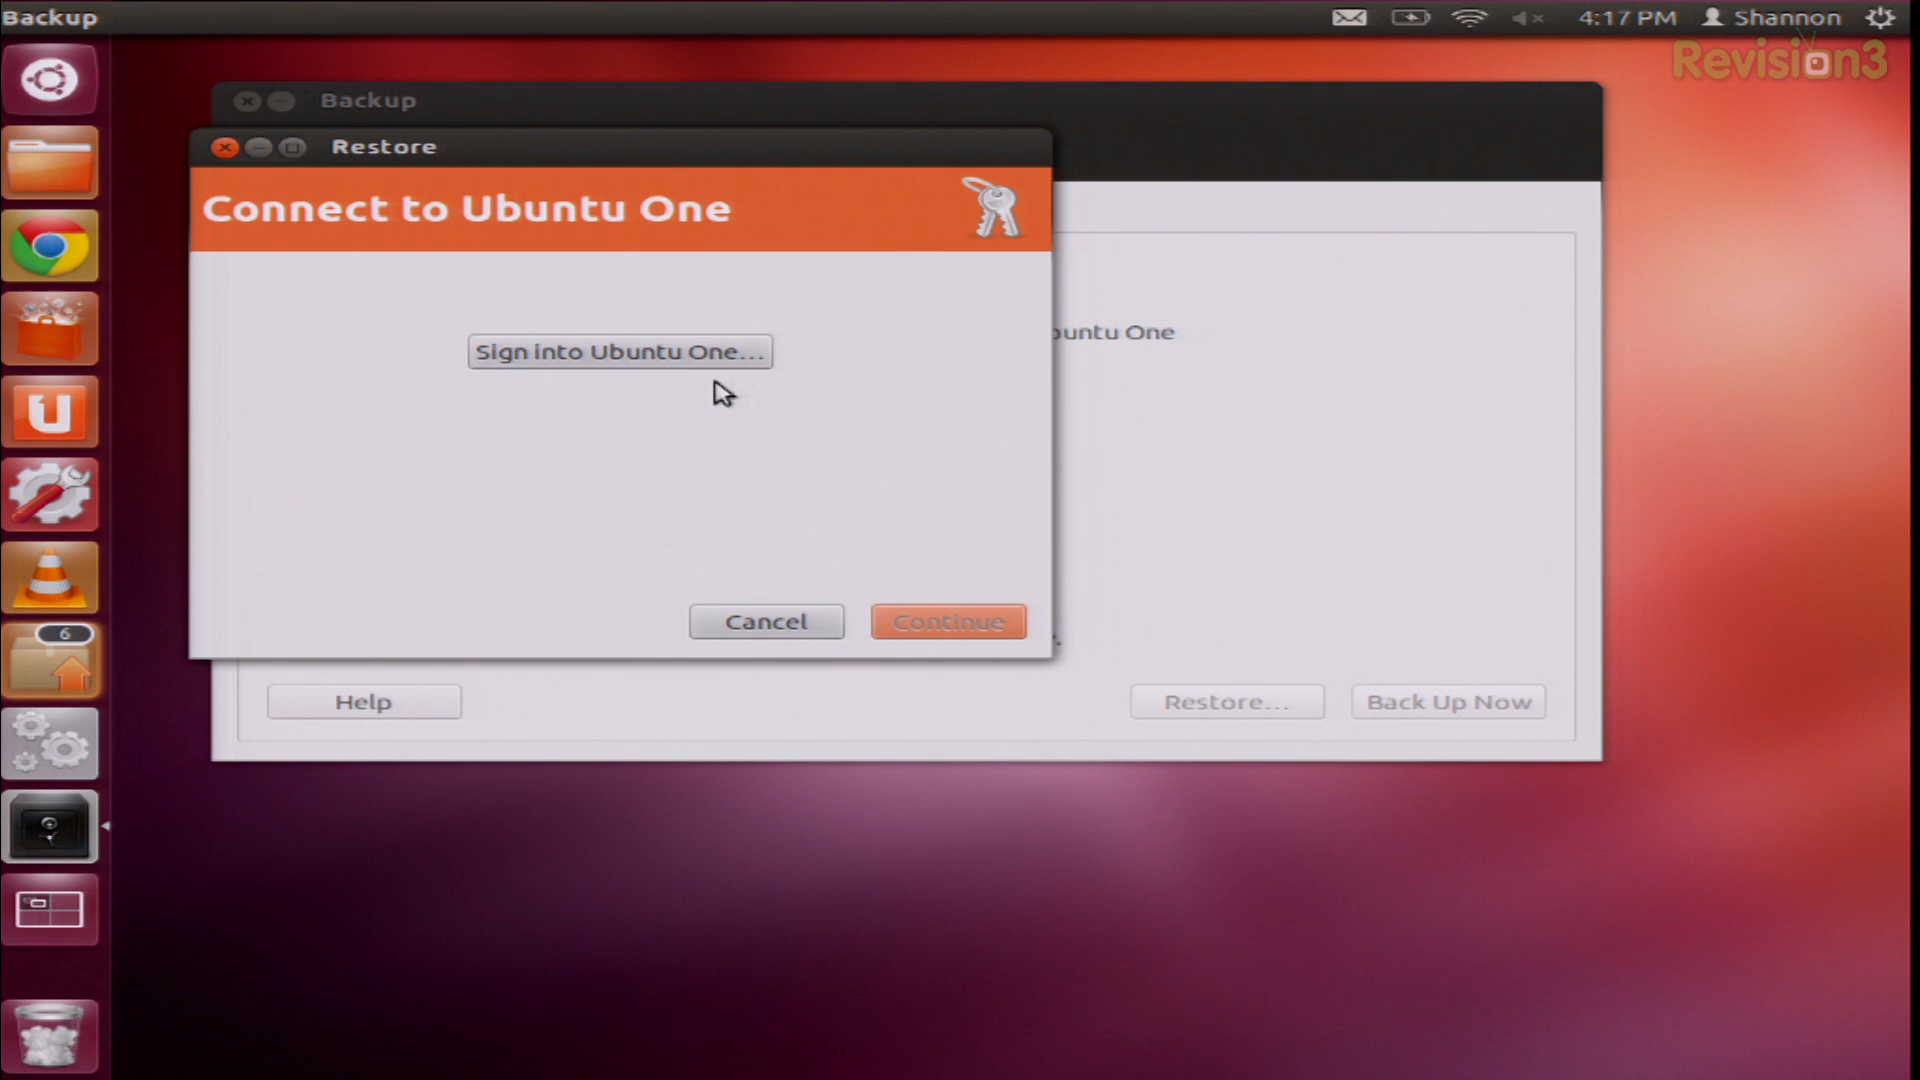 Backup
4:17 PM Shannon
Revision3
Backup
Restore
Connect to Ubuntu One
Sign into Ubuntu One...
buntu One
Cancel
Continue
Help
Restore...
Back Up Now
6